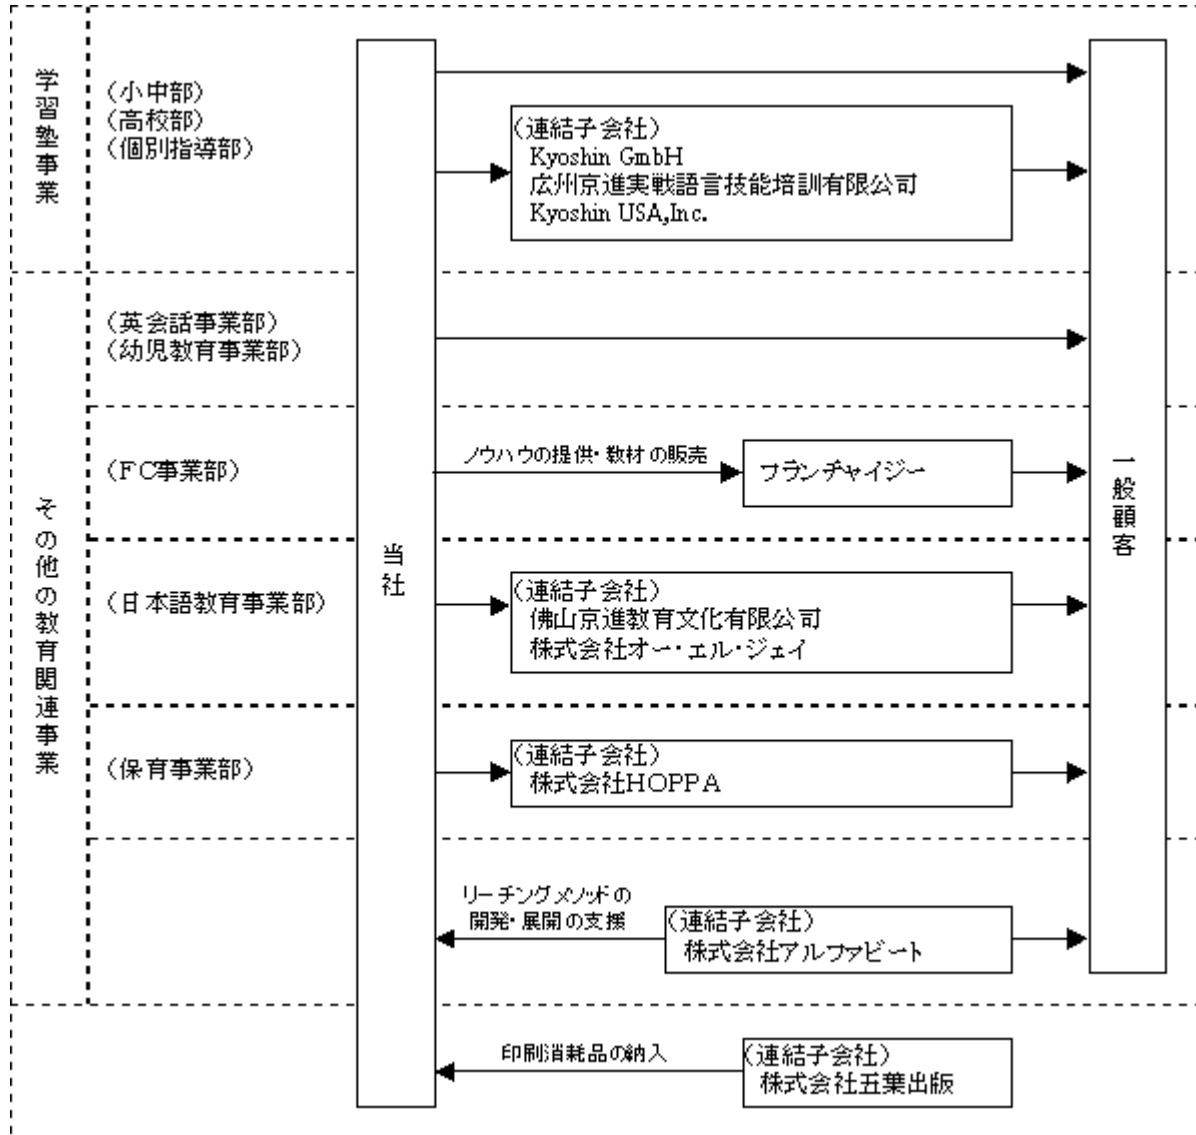 学習塾事業
（小中部）
（高校部）
（個別指導部）
（連結子会社）
Kyoshin GmbH
広州京進実戦語言技能培訓有限公司
Kyoshin USA,Inc.
その他の教育関連事業
（英会話事業部）
（幼児教育事業部）
（FC事業部）
ノウハウの提供・教材の販売
フランチャイジー
（日本語教育事業部）
（連結子会社）
佛山京進教育文化有限公司
株式会社オー・エル・ジェイ
（保育事業部）
（連結子会社）
株式会社HOPPA
リーチングメソッドの
開発・展開の支援
（連結子会社）
株式会社アルファビート
印刷消耗品の納入
（連結子会社）
株式会社五葉出版
当社
一般顧客